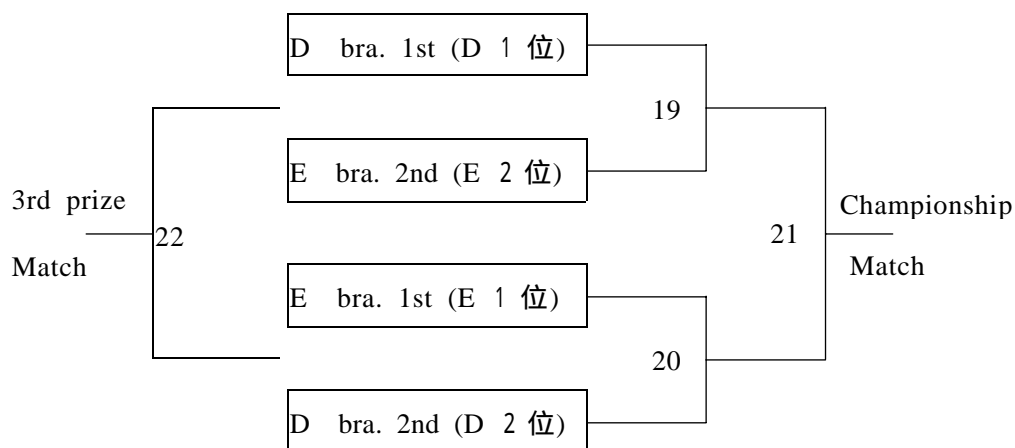 D bra. 1st (D 1 位)
19
E bra. 2nd (E 2 位)
3rd prize
Match
22
21
Championship
Match
E bra. 1st (E 1 位)
20
D bra. 2nd (D 2 位)